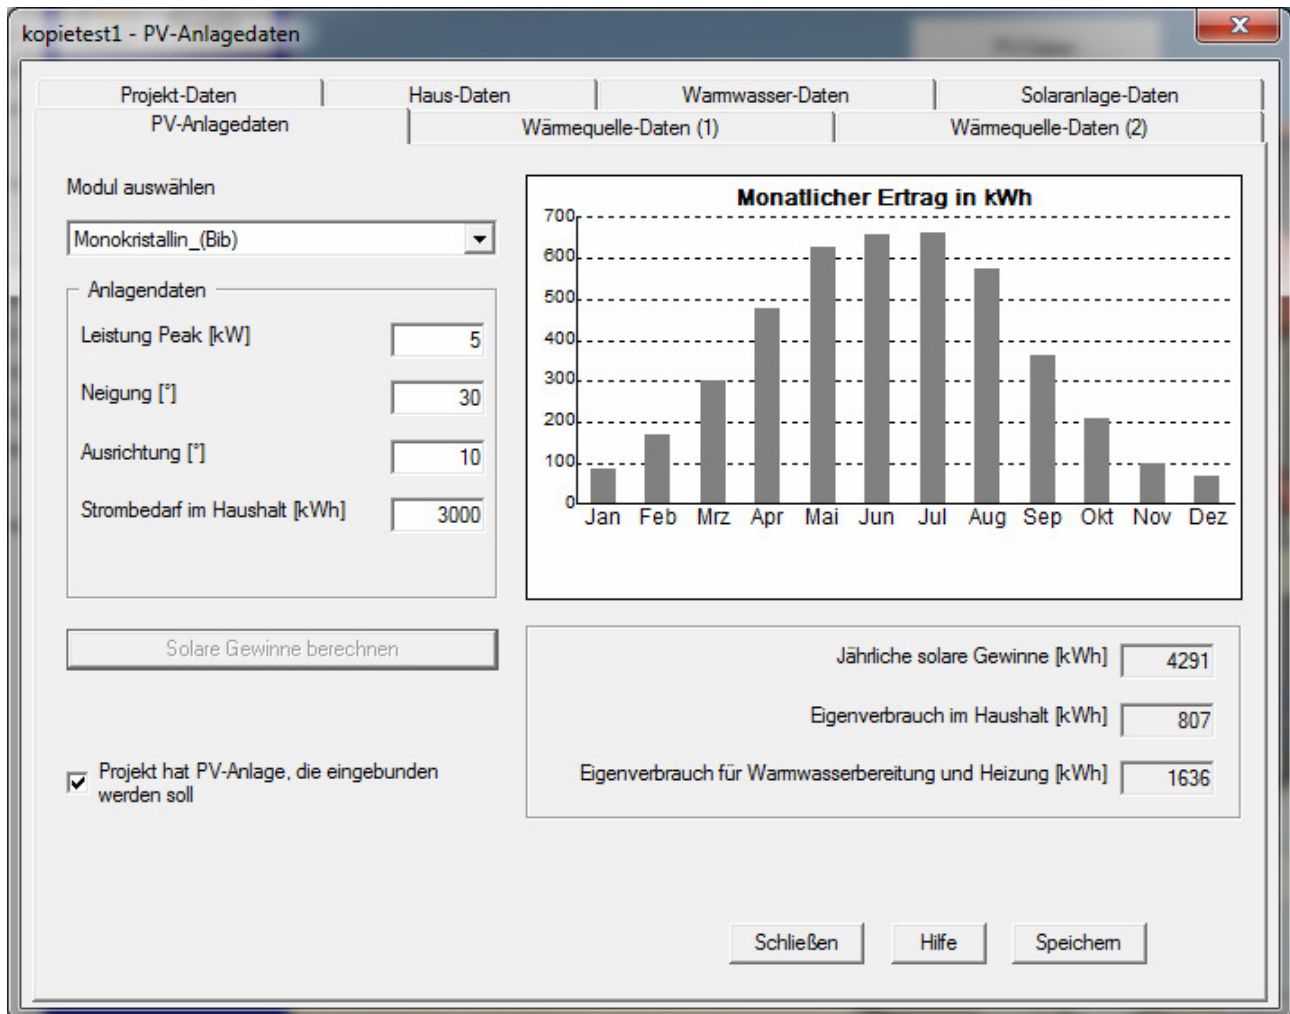 kopietest1 - PV-Anlagedaten
Projekt-Daten
Haus-Daten
Warmwasser-Daten
Solaranlage-Daten
PV-Anlagedaten
Wärmequelle-Daten (1)
Wärmequelle-Daten (2)
Modul auswählen
Monokristallin_(Bib)
Anlagendaten
Leistung Peak [kW]
5
Neigung [°]
30
Ausrichtung [°]
10
Strombedarf im Haushalt [kWh]
3000
Solare Gewinne berechnen
Projekt hat PV-Anlage, die eingebunden
werden soll
Monatlicher Ertrag in kWh
700
600
500
400
300
200
100
0
Jan Feb Mrz Apr Mai Jun Jul Aug Sep Okt Nov Dez
Jährliche solare Gewinne [kWh]
4291
Eigenverbrauch im Haushalt [kWh]
807
Eigenverbrauch für Warmwasserbereitung und Heizung [kWh]
1636
Schließen
Hilfe
Speichern